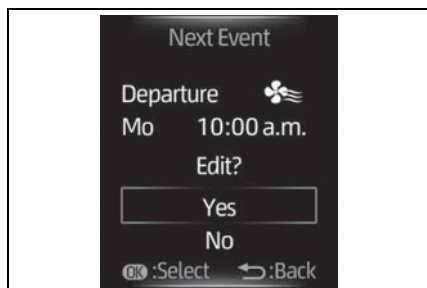 Next Event
Departure
Mo 10:00 a.m.
Edit?
Yes
No
OK :Select :Back